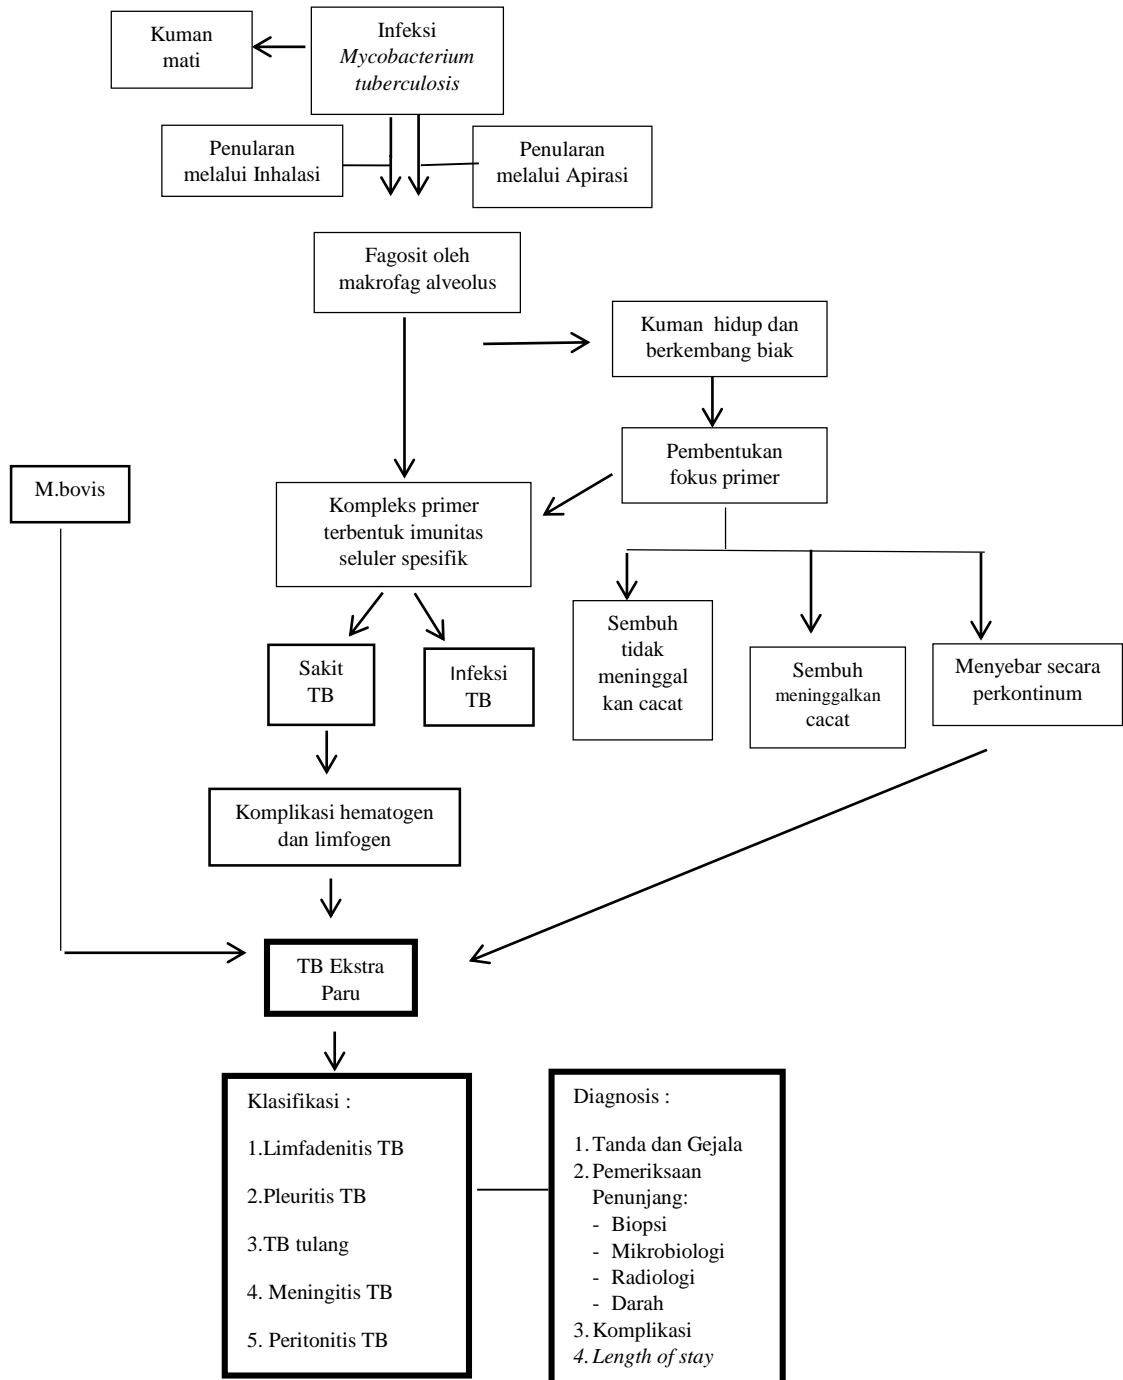 Kuman
mati
Infeksi
Mycobacterium
tuberculosis
Penularan
melalui Inhalasi
Penularan
melalui Apirasi
Fagosit oleh
makrofag alveolus
Kuman hidup dan
berkembang biak
Pembentukan
fokus primer
M.bovis
Kompleks primer
terbentuk imunitas
seluler spesifik
Sakit
TB
Infeksi
TB
Sembuh
tidak
meninggal
kan cacat
Sembuh
meninggalkan
cacat
Menyebar secara
perkontinum
Komplikasi hematogen
dan limfogen
TB Ekstra
Paru
Klasifikasi :
1.Limfadenitis TB
2.Pleuritis TB
3.TB tulang
4. Meningitis TB
5. Peritonitis TB
Diagnosis :
1. Tanda dan Gejala
2. Pemeriksaan
Penunjang:
- Biopsi
- Mikrobiologi
- Radiologi
- Darah
3. Komplikasi
4. Length of stay